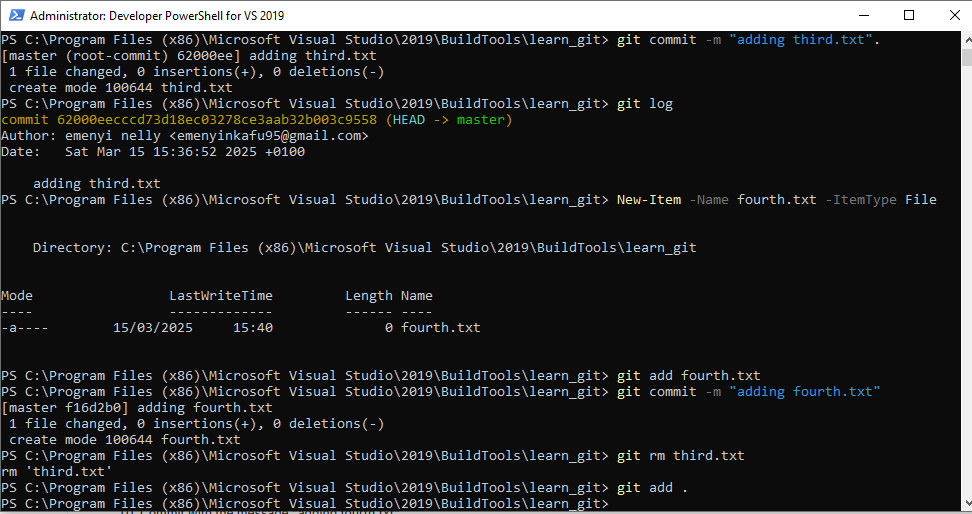 Administrator: Developer PowerShell for VS 2019
PS C:\Program Files (x86)\Microsoft Visual Studio\2019\BuildTools\learn_git> git commit -m "adding third.txt".
[master (root-commit) 62000ee] adding third.txt
 1 file changed, 0 insertions(+), 0 deletions(-)
 create mode 100644 third.txt
PS C:\Program Files (x86)\Microsoft Visual Studio\2019\BuildTools\learn_git> git log
commit 62000eecccd73d18ec03278ce3aab32b003c9558 (HEAD -> master)
Author: emenyi nelly <emenyinkafu95@gmail.com>
Date:   Sat Mar 15 15:36:52 2025 +0100
    adding third.txt
PS C:\Program Files (x86)\Microsoft Visual Studio\2019\BuildTools\learn_git> New-Item -Name fourth.txt -ItemType File
    Directory: C:\Program Files (x86)\Microsoft Visual Studio\2019\BuildTools\learn_git
Mode                 LastWriteTime         Length Name
----                 -------------         ------ ----
-a----        15/03/2025     15:40              0 fourth.txt
PS C:\Program Files (x86)\Microsoft Visual Studio\2019\BuildTools\learn_git> git add fourth.txt
PS C:\Program Files (x86)\Microsoft Visual Studio\2019\BuildTools\learn_git> git commit -m "adding fourth.txt"
[master f16d2b0] adding fourth.txt
 1 file changed, 0 insertions(+), 0 deletions(-)
 create mode 100644 fourth.txt
PS C:\Program Files (x86)\Microsoft Visual Studio\2019\BuildTools\learn_git> git rm third.txt
rm 'third.txt'
PS C:\Program Files (x86)\Microsoft Visual Studio\2019\BuildTools\learn_git> git add .
PS C:\Program Files (x86)\Microsoft Visual Studio\2019\BuildTools\learn_git>